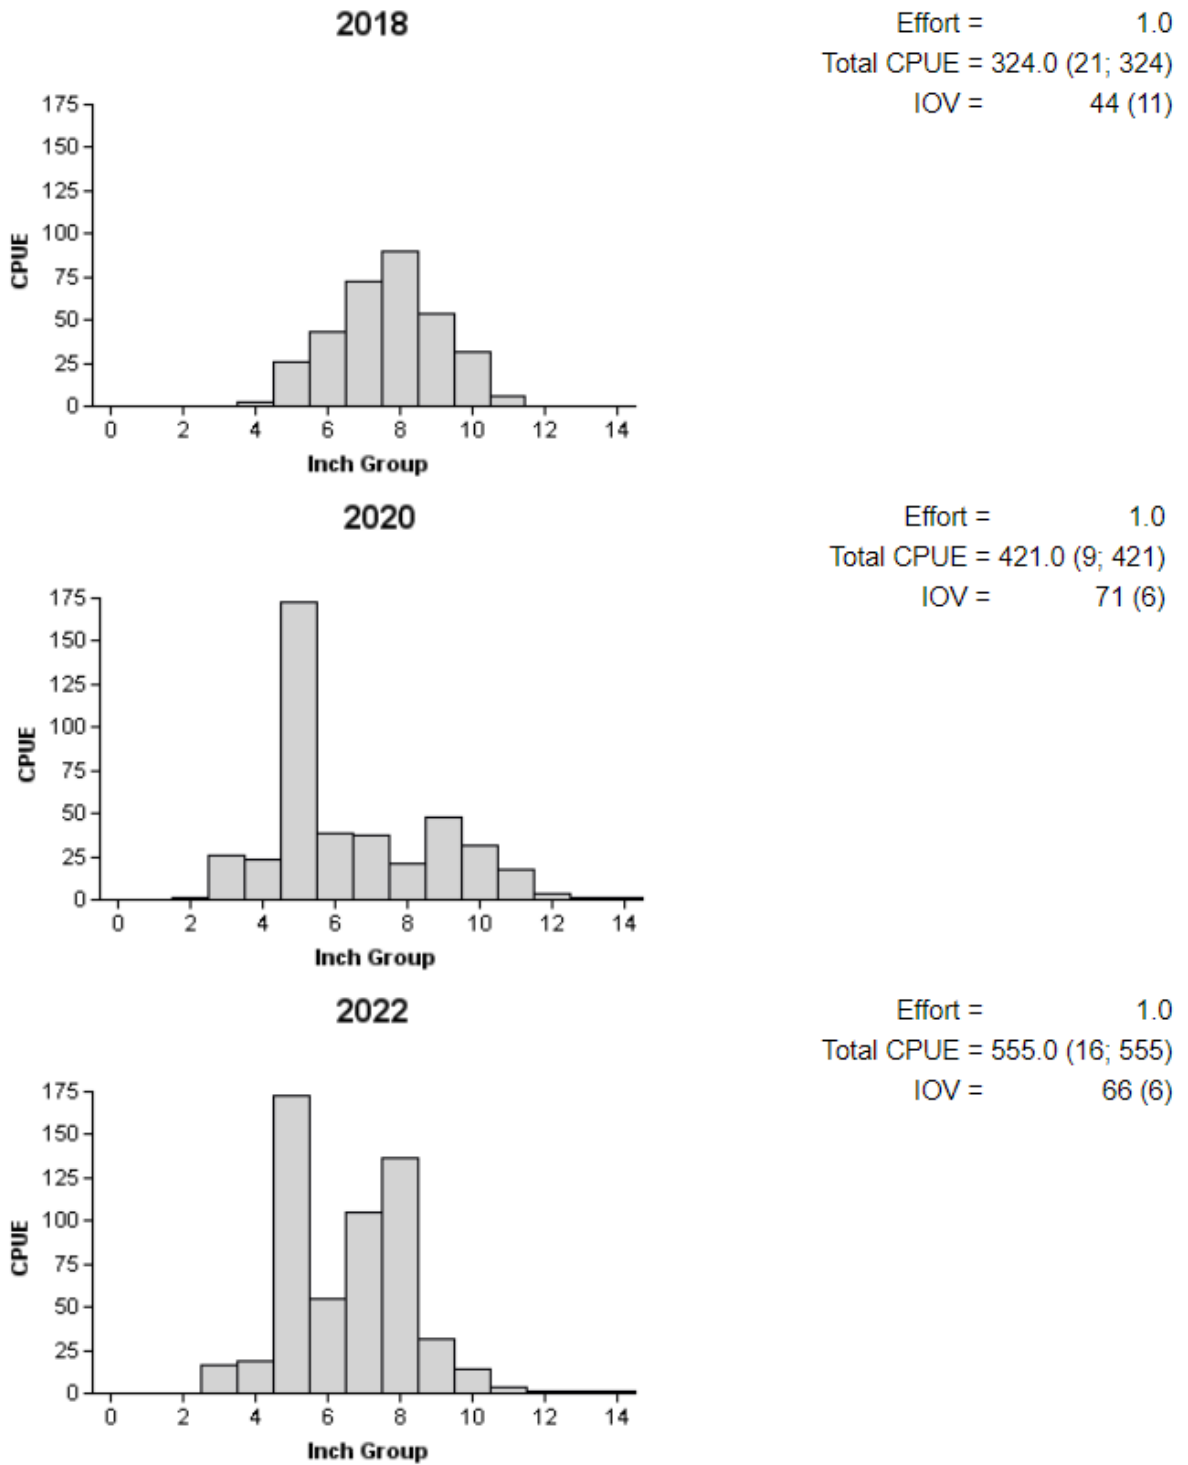 2018
Effort = 1.0
Total CPUE = 324.0 (21; 324)
IOV = 44 (11)
175
150
125
100
75
50
25
0
CPUE
0 2 4 6 8 10 12 14
Inch Group
2020
Effort = 1.0
Total CPUE = 421.0 (9; 421)
IOV = 71 (6)
175
150
125
100
75
50
25
0
CPUE
0 2 4 6 8 10 12 14
Inch Group
2022
Effort = 1.0
Total CPUE = 555.0 (16; 555)
IOV = 66 (6)
175
150
125
100
75
50
25
0
CPUE
0 2 4 6 8 10 12 14
Inch Group